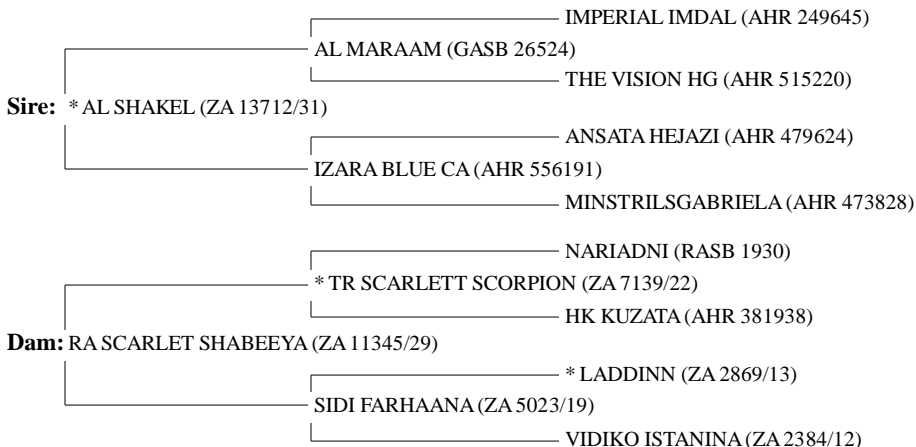 IMPERIAL IMDAL (AHR 249645)
AL MARAAM (GASB 26524)
THE VISION HG (AHR 515220)
Sire: * AL SHAKEL (ZA 13712/31)
ANSATA HEJAZI (AHR 479624)
IZARA BLUE CA (AHR 556191)
MINSTRILSGABRIELA (AHR 473828)
NARIADNI (RASB 1930)
* TR SCARLETT SCORPION (ZA 7139/22)
HK KUZATA (AHR 381938)
Dam: RA SCARLET SHABEEYA (ZA 11345/29)
* LADDINN (ZA 2869/13)
SIDI FARHAANA (ZA 5023/19)
VIDIKO ISTANINA (ZA 2384/12)